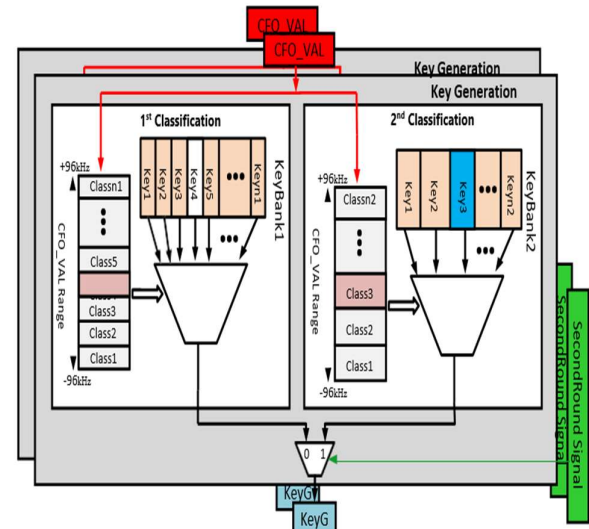 CFO_VAL
CFO_VAL
Key Generation
Key Generation
1st Classification
+96kHz
CFO_VAL Range
-96kHz
Classn1
Class5
Class3
Class2
Class1
Key1
Key2
Key3
Key4
Key5
Keyn1
KeyBank1
2nd Classification
+96kHz
CFO_VAL Range
-96kHz
Classn2
Class3
Class2
Class1
Key1
Key2
Key3
Keyn2
KeyBank2
0 1
SecondRound Signal
SecondRound Signal
KeyG
KeyG